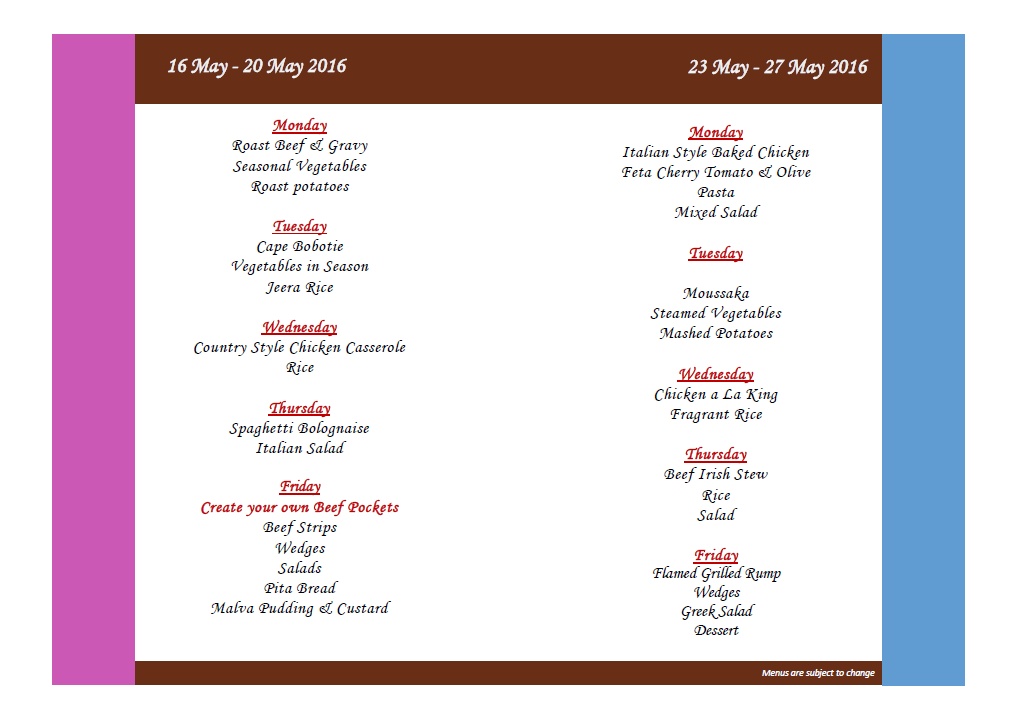 16 May - 20 May 2016
Monday
Roast Beef & Gravy
Seasonal Vegetables
Roast potatoes
Tuesday
Cape Bobotie
Vegetables in Season
Jeera Rice
Wednesday
Country Style Chicken Casserole
Rice
Thursday
Spaghetti Bolognaise
Italian Salad
Friday
Create your own Beef Pockets
Beef Strips
Wedges
Salads
Pita Bread
Malva Pudding & Custard
23 May - 27 May 2016
Monday
Italian Style Baked Chicken
Feta Cherry Tomato & Olive
Pasta
Mixed Salad
Tuesday
Moussaka
Steamed Vegetables
Mashed Potatoes
Wednesday
Chicken a La King
Fragrant Rice
Thursday
Beef Irish Stew
Rice
Salad
Friday
Flamed Grilled Rump
Wedges
Greek Salad
Dessert
Menus are subject to change